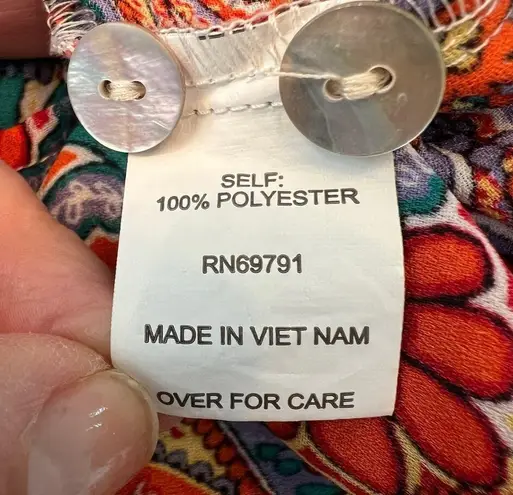 SELF:
100% POLYESTER
RN69791
MADE IN VIET NAM
OVER FOR CARE